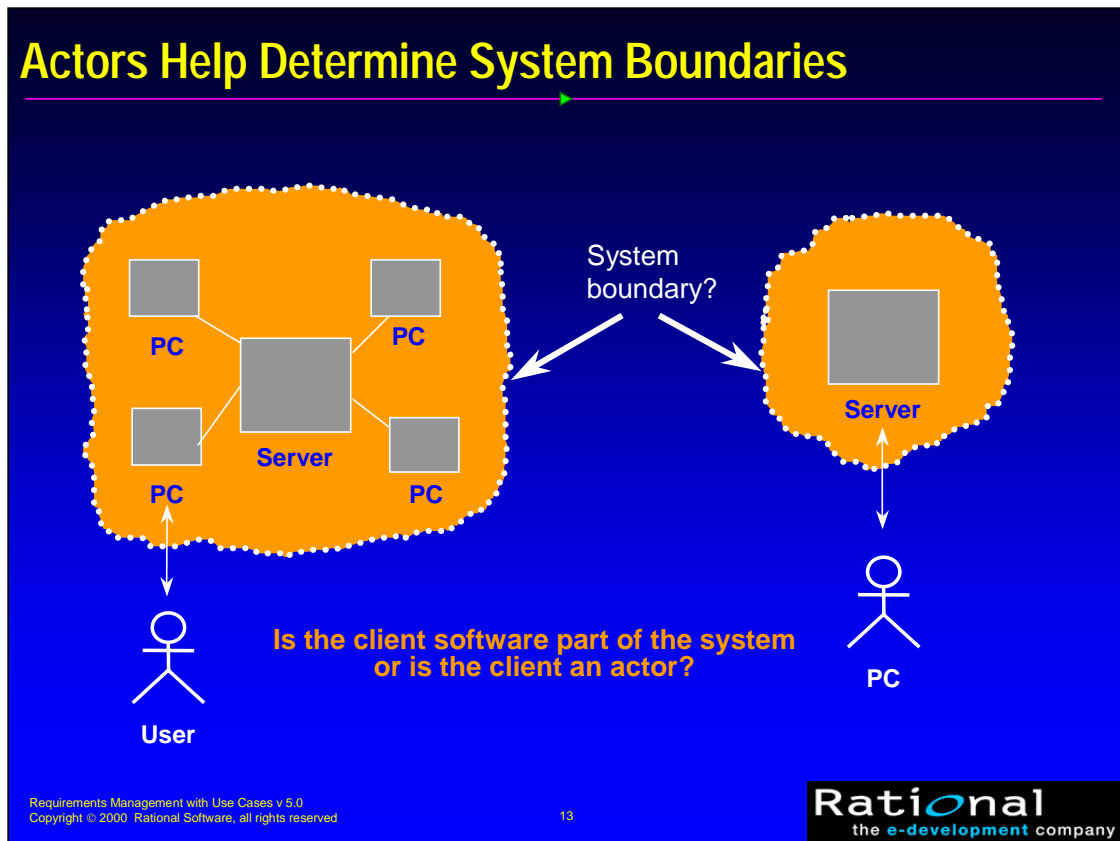 Actors Help Determine System Boundaries
System
boundary?
PC
PC
Server
PC
PC
Server
User
PC
Is the client software part of the system
or is the client an actor?
Requirements Management with Use Cases v 5.0
Copyright © 2000 Rational Software, all rights reserved
13
Rational
the e-development company